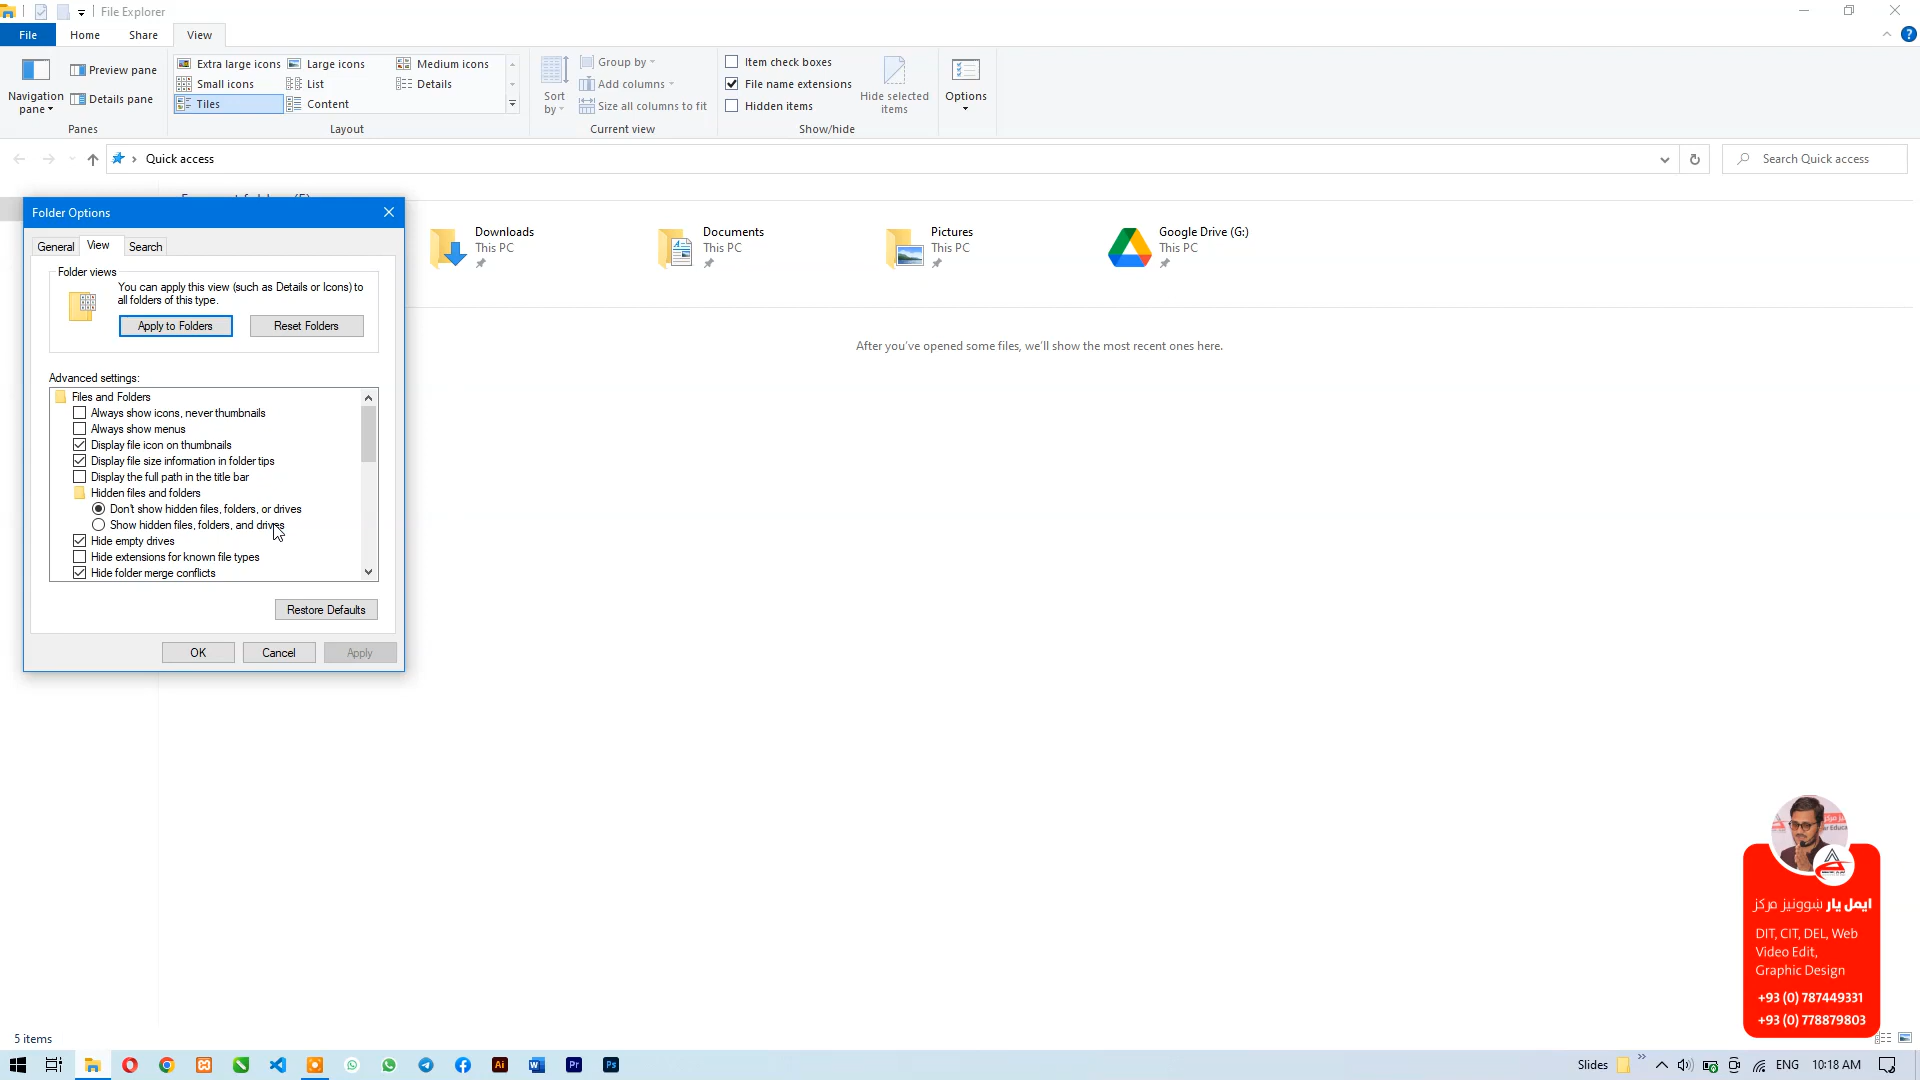 File Explorer
File Home Share View
Navigation pane
Preview pane
Details pane
Panes
Extra large icons Large icons Medium icons
Small icons List Details
Tiles Content
Layout
Sort by
Group by
Add columns
Size all columns to fit
Current view
Item check boxes
File name extensions
Hidden items
Hide selected items
Show/hide
Options
Quick access
Search Quick access
Folder Options
General View Search
Folder views
You can apply this view (such as Details or Icons) to
all folders of this type.
Apply to Folders Reset Folders
Advanced settings:
Files and Folders
Always show icons, never thumbnails
Always show menus
Display file icon on thumbnails
Display file size information in folder tips
Display the full path in the title bar
Hidden files and folders
Don't show hidden files, folders, or drives
Show hidden files, folders, and drives
Hide empty drives
Hide extensions for known file types
Hide folder merge conflicts
Restore Defaults
OK Cancel Apply
Downloads
This PC
Documents
This PC
Pictures
This PC
Google Drive (G:)
This PC
After you've opened some files, we'll show the most recent ones here.
ایمل یار ښوونیز مرکز
DIT, CIT, DEL, Web
Video Edit,
Graphic Design
+93 (0) 787449331
+93 (0) 778879803
5 items
Slides ENG 10:18 AM